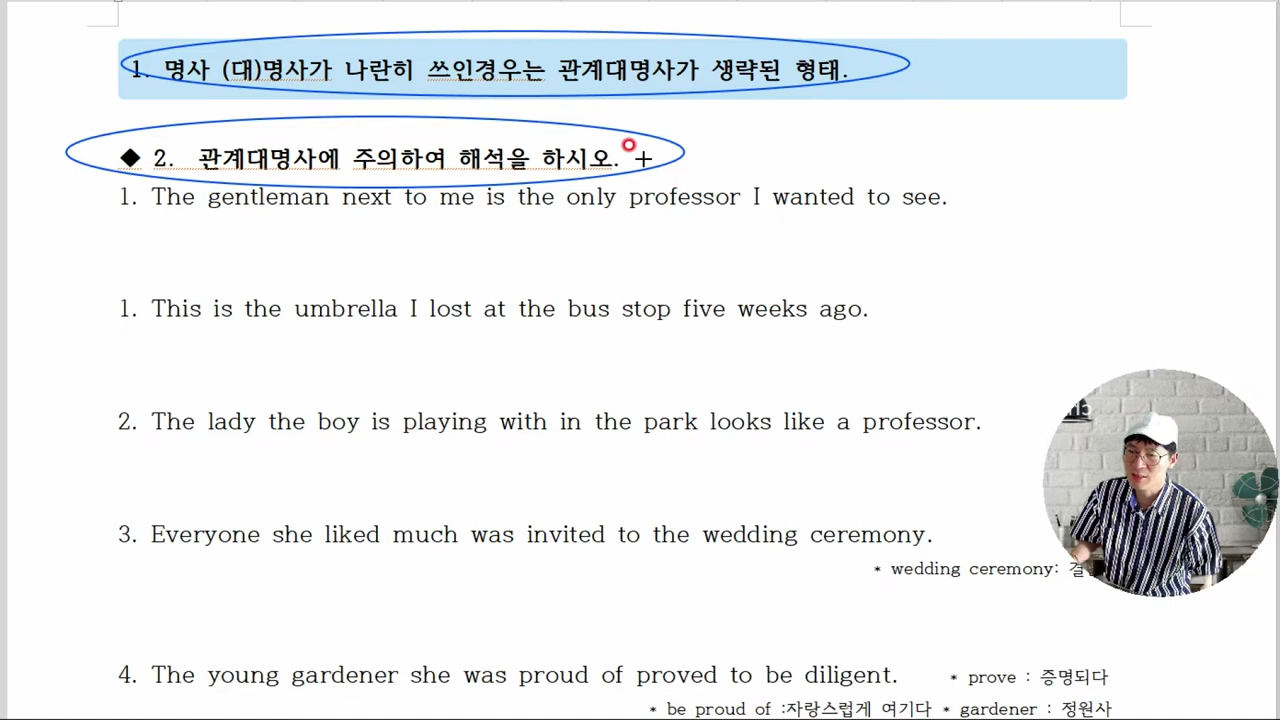 1. 명사 (대)명사가 나란히 쓰인경우는 관계대명사가 생략된 형태.
◆ 2. 관계대명사에 주의하여 해석을 하시오.
1. The gentleman next to me is the only professor I wanted to see.
1. This is the umbrella I lost at the bus stop five weeks ago.
2. The lady the boy is playing with in the park looks like a professor.
3. Everyone she liked much was invited to the wedding ceremony.
* wedding ceremony:
4. The young gardener she was proud of proved to be diligent. * prove : 증명되다
* be proud of :자랑스럽게 여기다 * gardener : 정원사